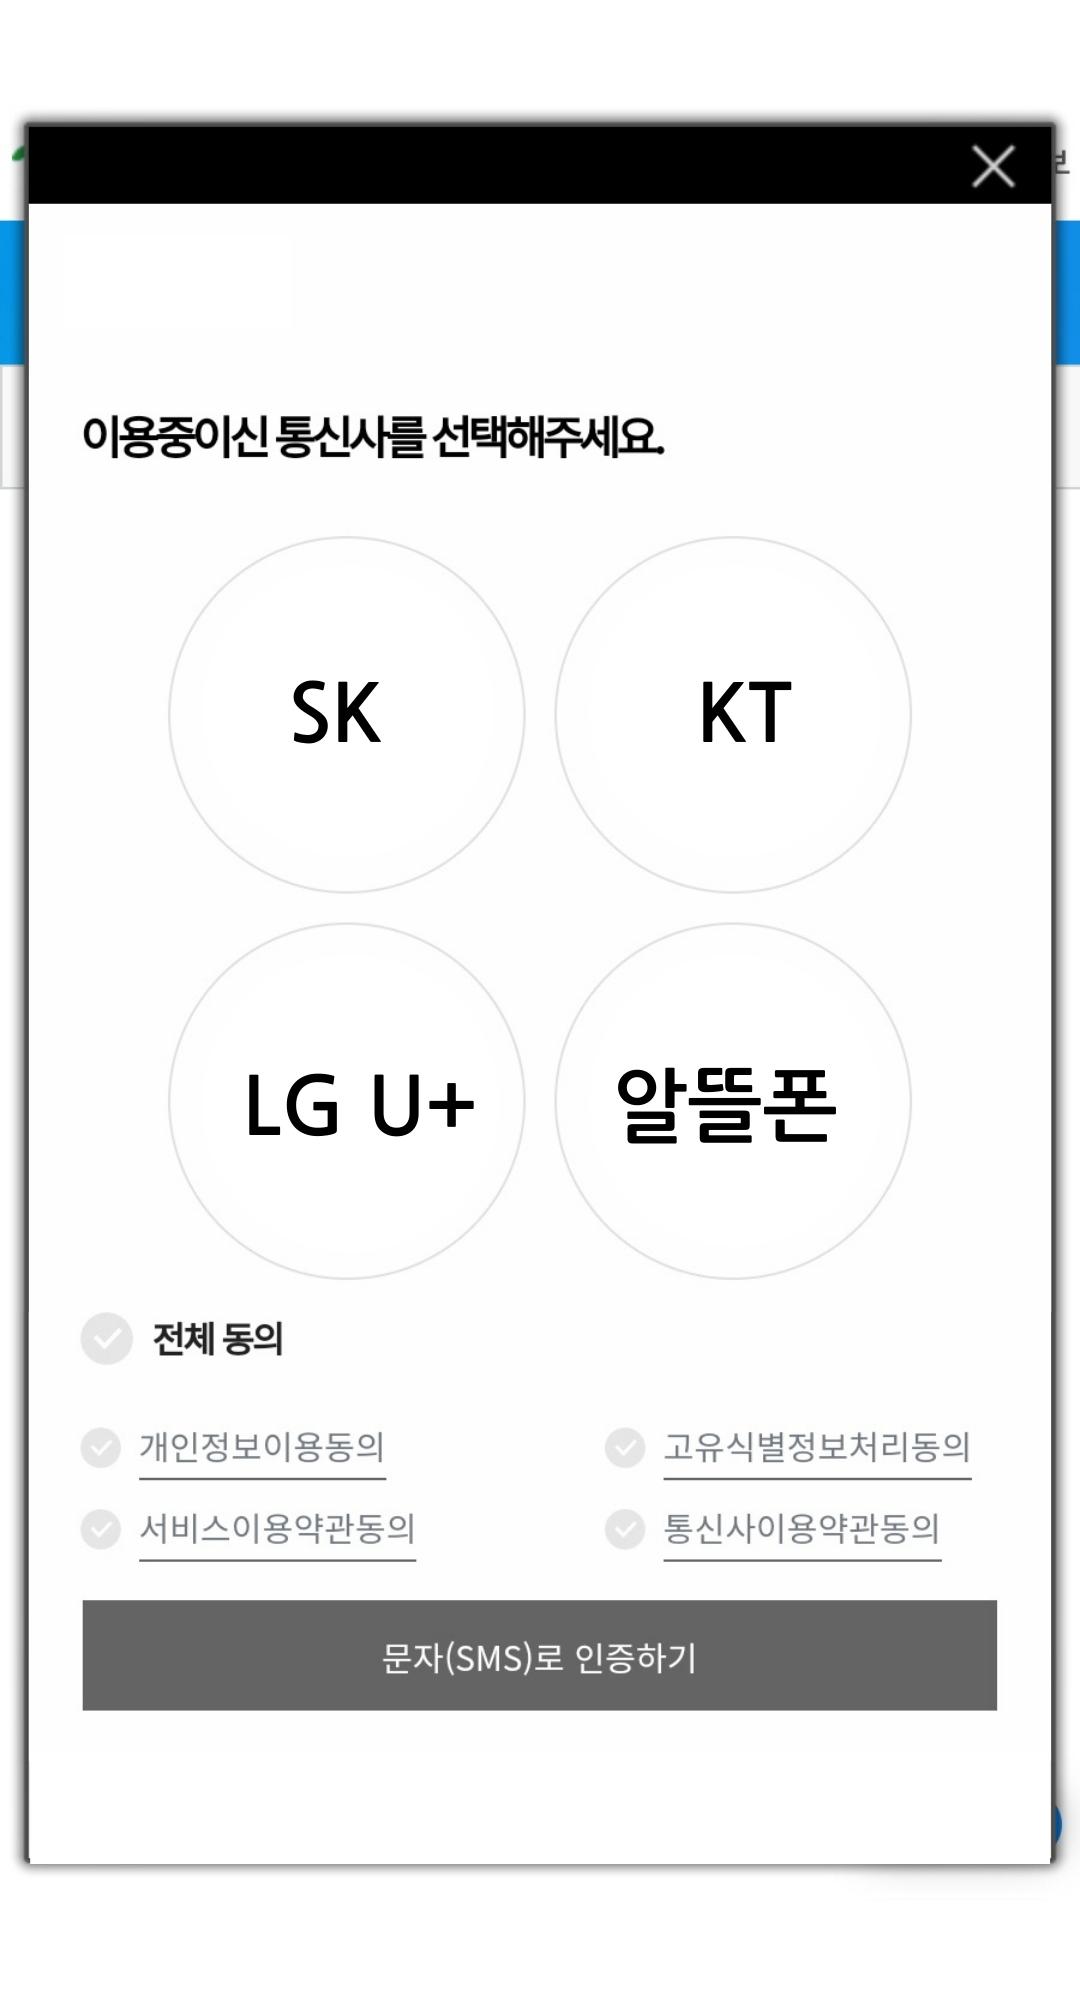 이용중이신 통신사를 선택해주세요.
SK
KT
LG U+
알뜰폰
전체 동의
개인정보이용동의
고유식별정보처리동의
서비스이용약관동의
통신사이용약관동의
문자(SMS)로 인증하기